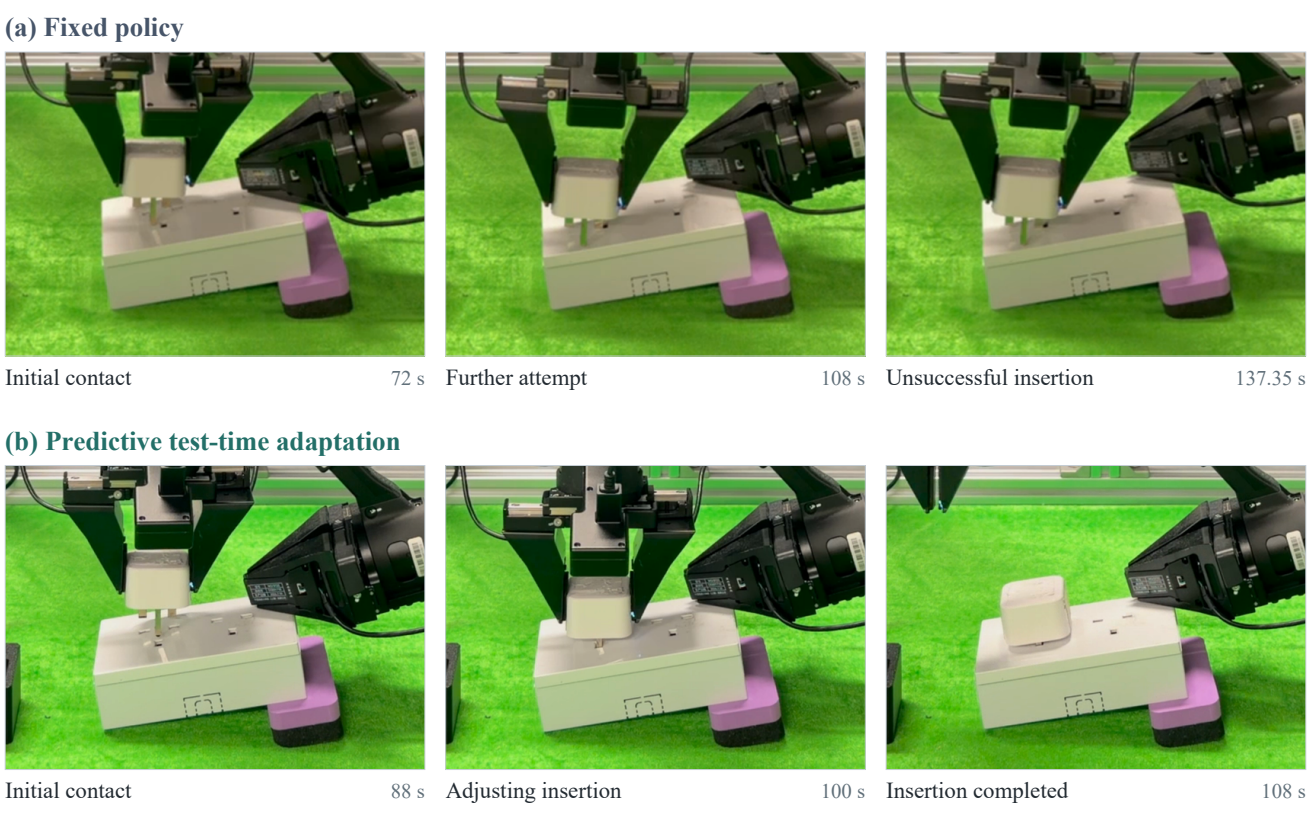 (a) Fixed policy
Initial contact 72 s
Further attempt 108 s
Unsuccessful insertion 137.35 s
(b) Predictive test-time adaptation
Initial contact 88 s
Adjusting insertion 100 s
Insertion completed 108 s